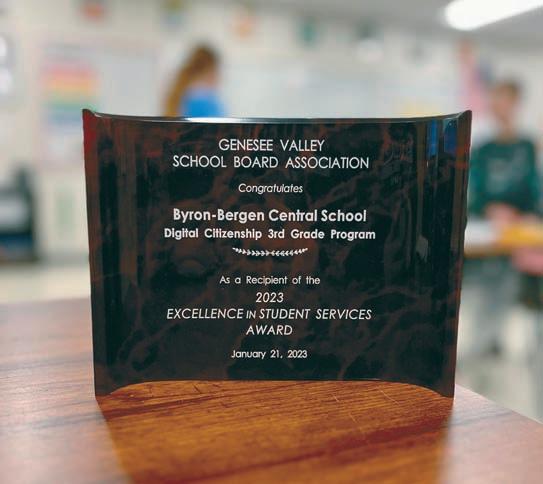 GENESEE VALLEY
SCHOOL BOARD ASSOCIATION
Congratulates
Byron-Bergen Central School
Digital Citizenship 3rd Grade Program
As a Recipient of the
2023
EXCELLENCE IN STUDENT SERVICES
AWARD
January 21, 2023